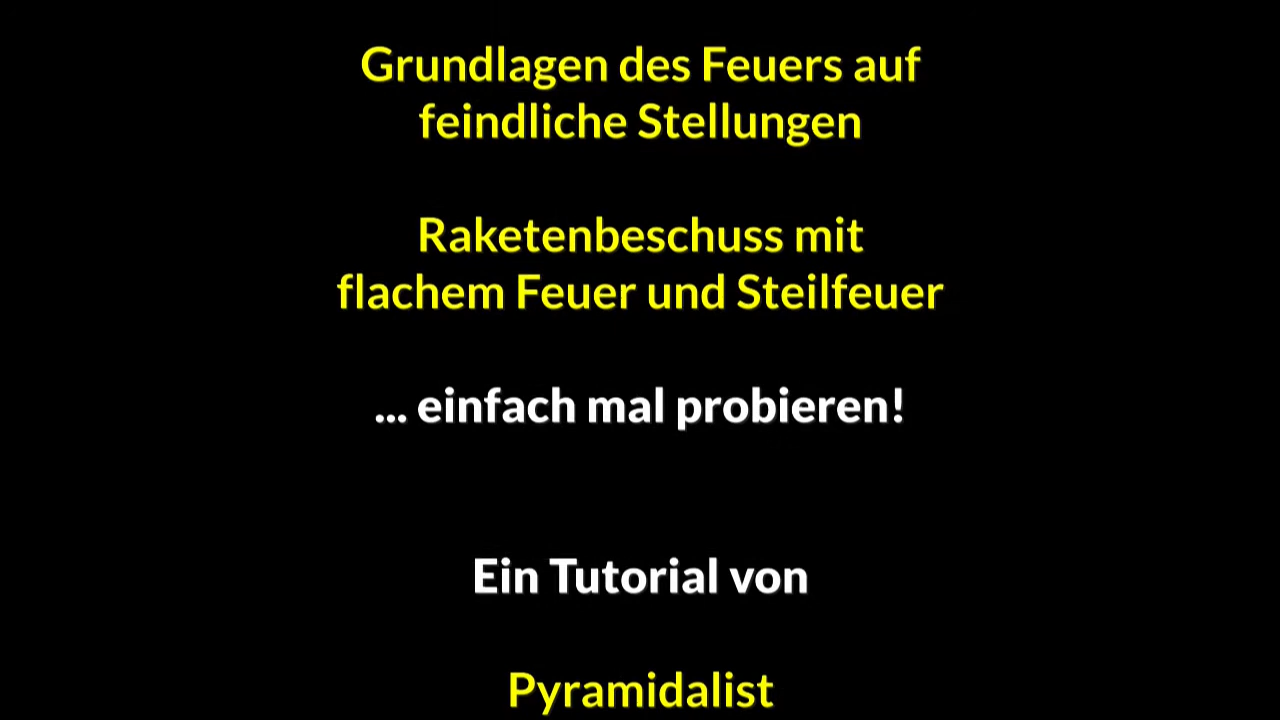 Grundlagen des Feuers auf
feindliche Stellungen
Raketenbeschuss mit
flachem Feuer und Steilfeuer
... einfach mal probieren!
Ein Tutorial von
Pyramidalist